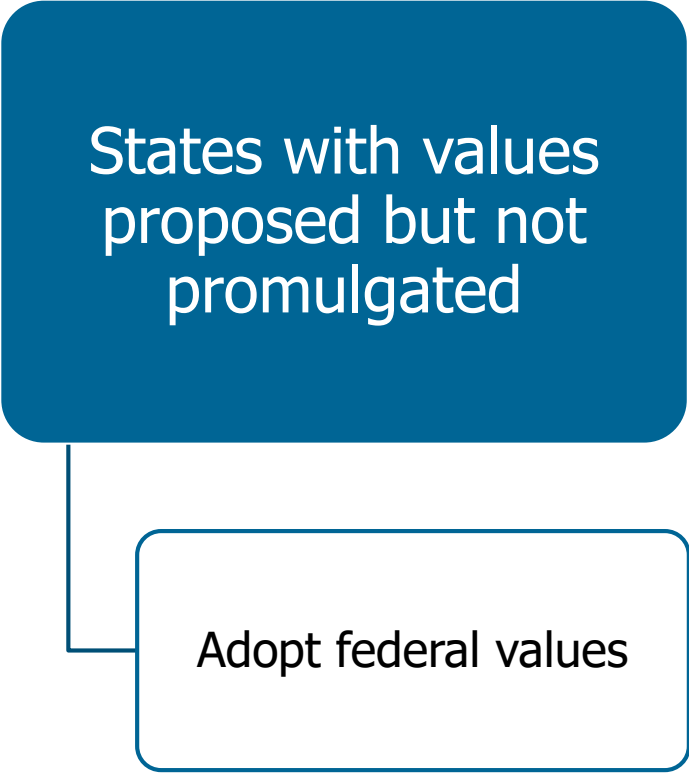 States with values
proposed but not
promulgated
Adopt federal values